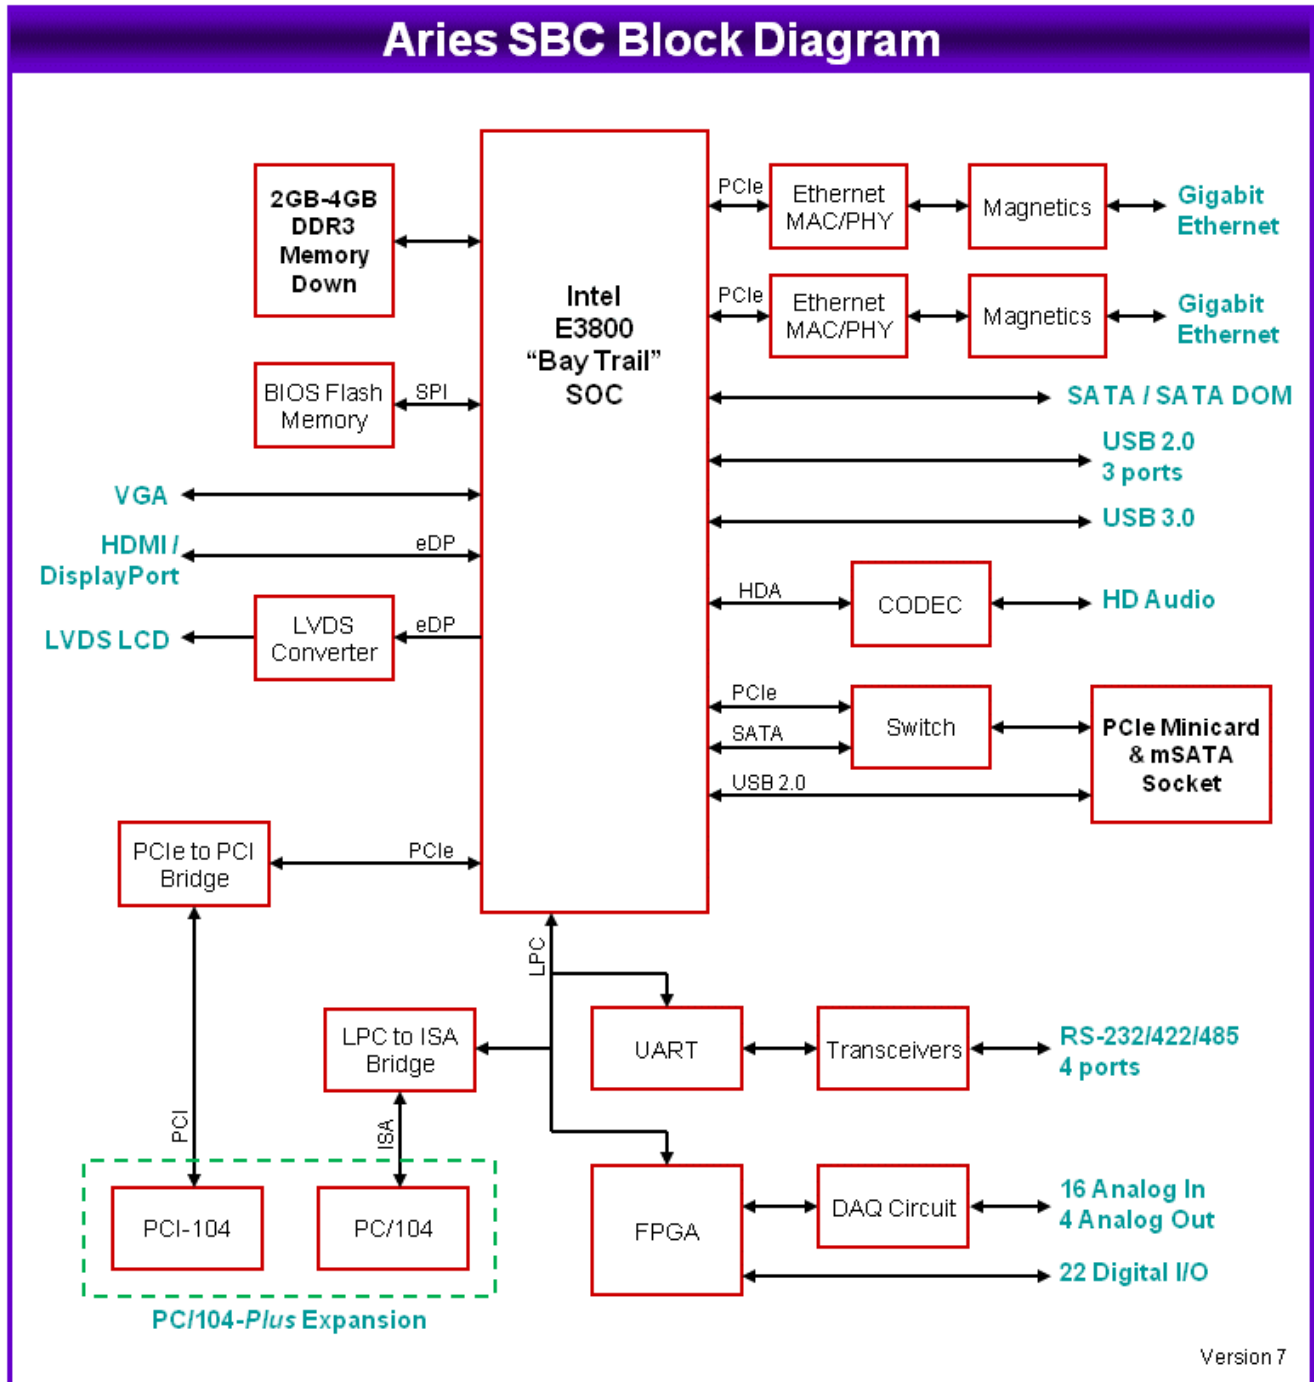 Aries SBC Block Diagram
2GB-4GB
DDR3
Memory
Down
Intel
E3800
“Bay Trail”
SOC
PCIe
Ethernet
MAC/PHY
Magnetics
Gigabit
Ethernet
PCIe
Ethernet
MAC/PHY
Magnetics
Gigabit
Ethernet
BIOS Flash
Memory
SPI
SATA / SATA DOM
USB 2.0
3 ports
VGA
USB 3.0
HDMI /
DisplayPort
eDP
HDA
CODEC
HD Audio
LVDS LCD
LVDS
Converter
eDP
PCIe
SATA
Switch
USB 2.0
PCIe Minicard
& mSATA
Socket
PCIe to PCI
Bridge
PCIe
LPC
LPC to ISA
Bridge
UART
Transceivers
RS-232/422/485
4 ports
PCI
ISA
PCI-104
PC/104
PC/104-Plus Expansion
FPGA
DAQ Circuit
16 Analog In
4 Analog Out
22 Digital I/O
Version 7